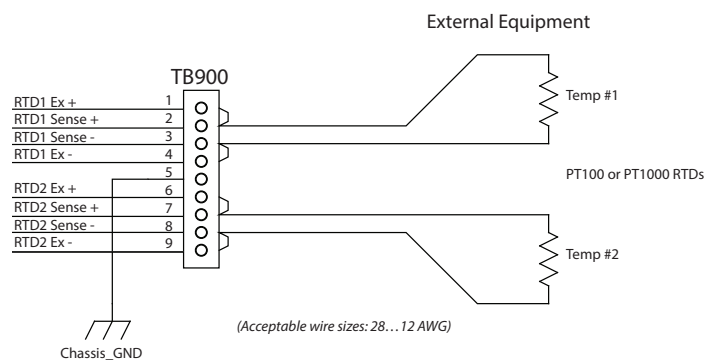 External Equipment
TB900
RTD1 Ex + 1
RTD1 Sense + 2
RTD1 Sense - 3
RTD1 Ex - 4
5
RTD2 Ex + 6
RTD2 Sense + 7
RTD2 Sense - 8
RTD2 Ex - 9
Temp #1
PT100 or PT1000 RTDs
Temp #2
(Acceptable wire sizes: 28…12 AWG)
Chassis_GND